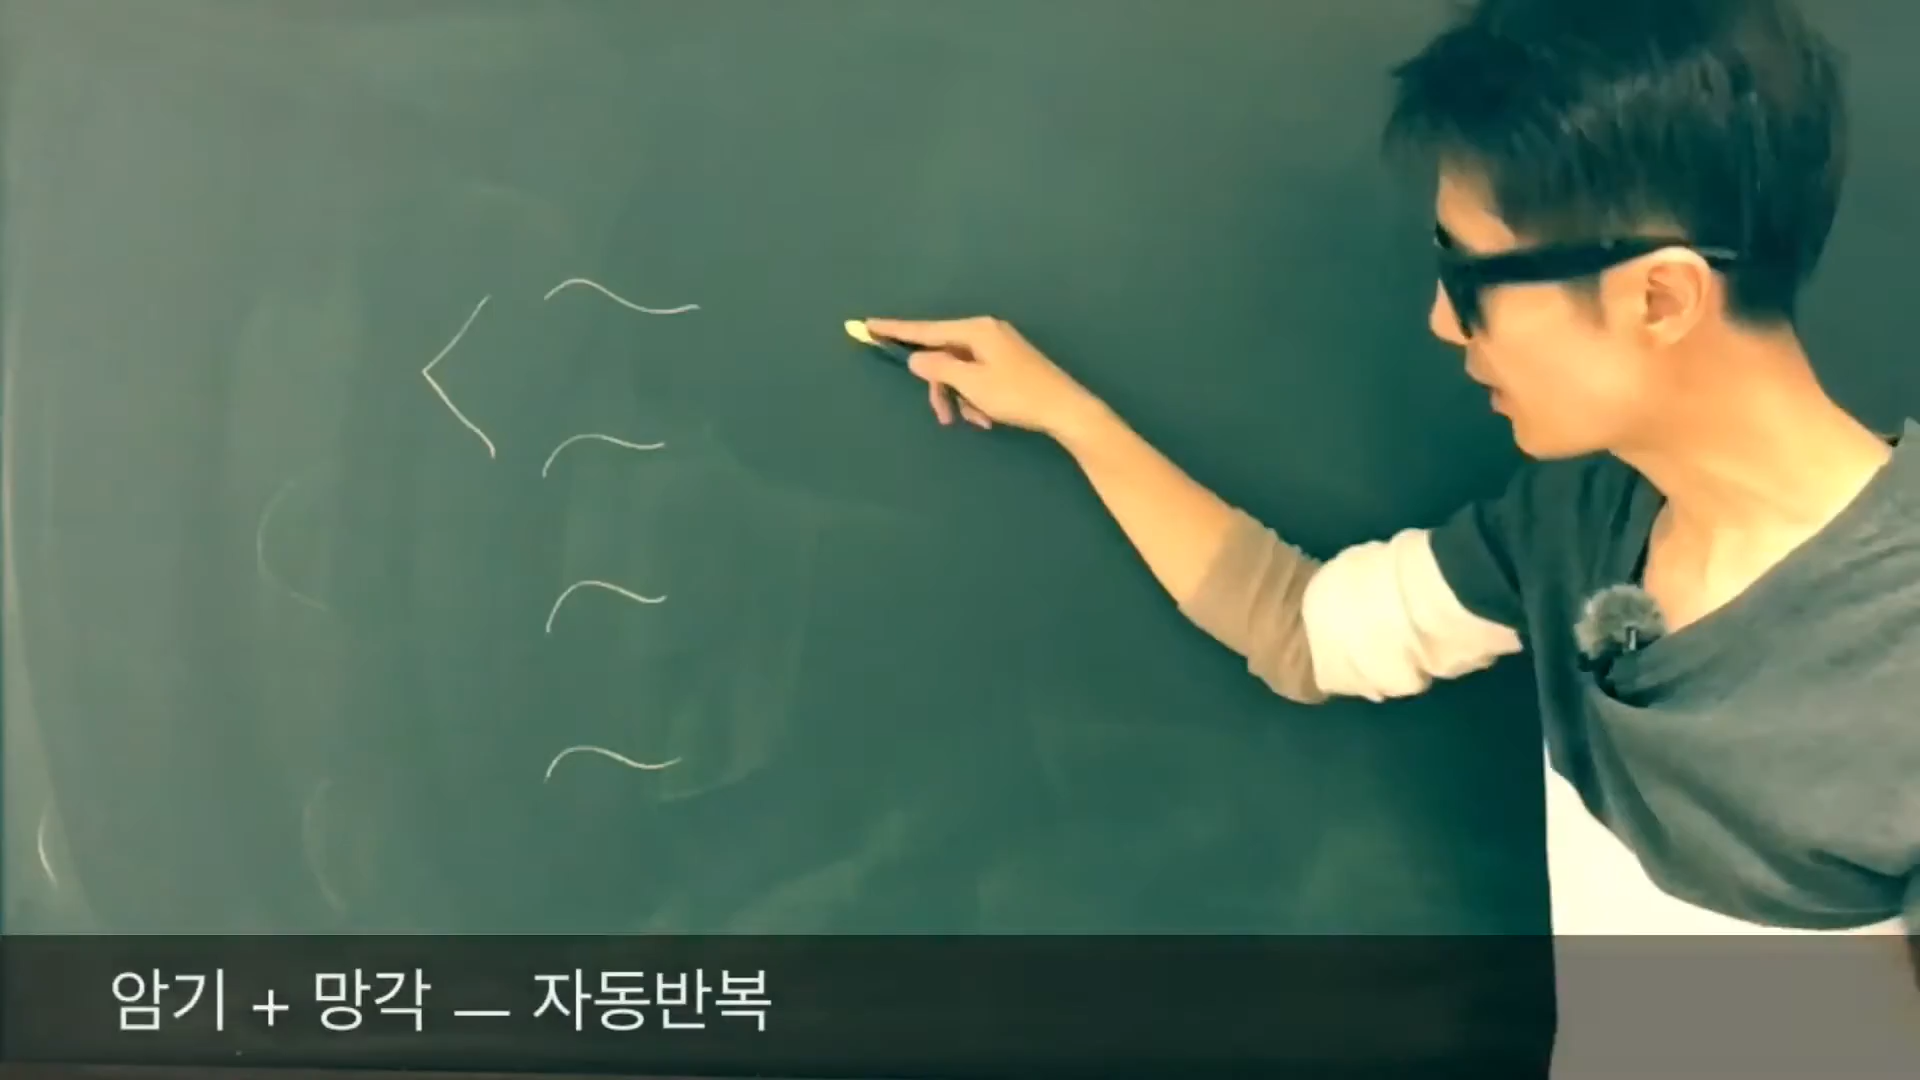 암기 + 망각 — 자동반복